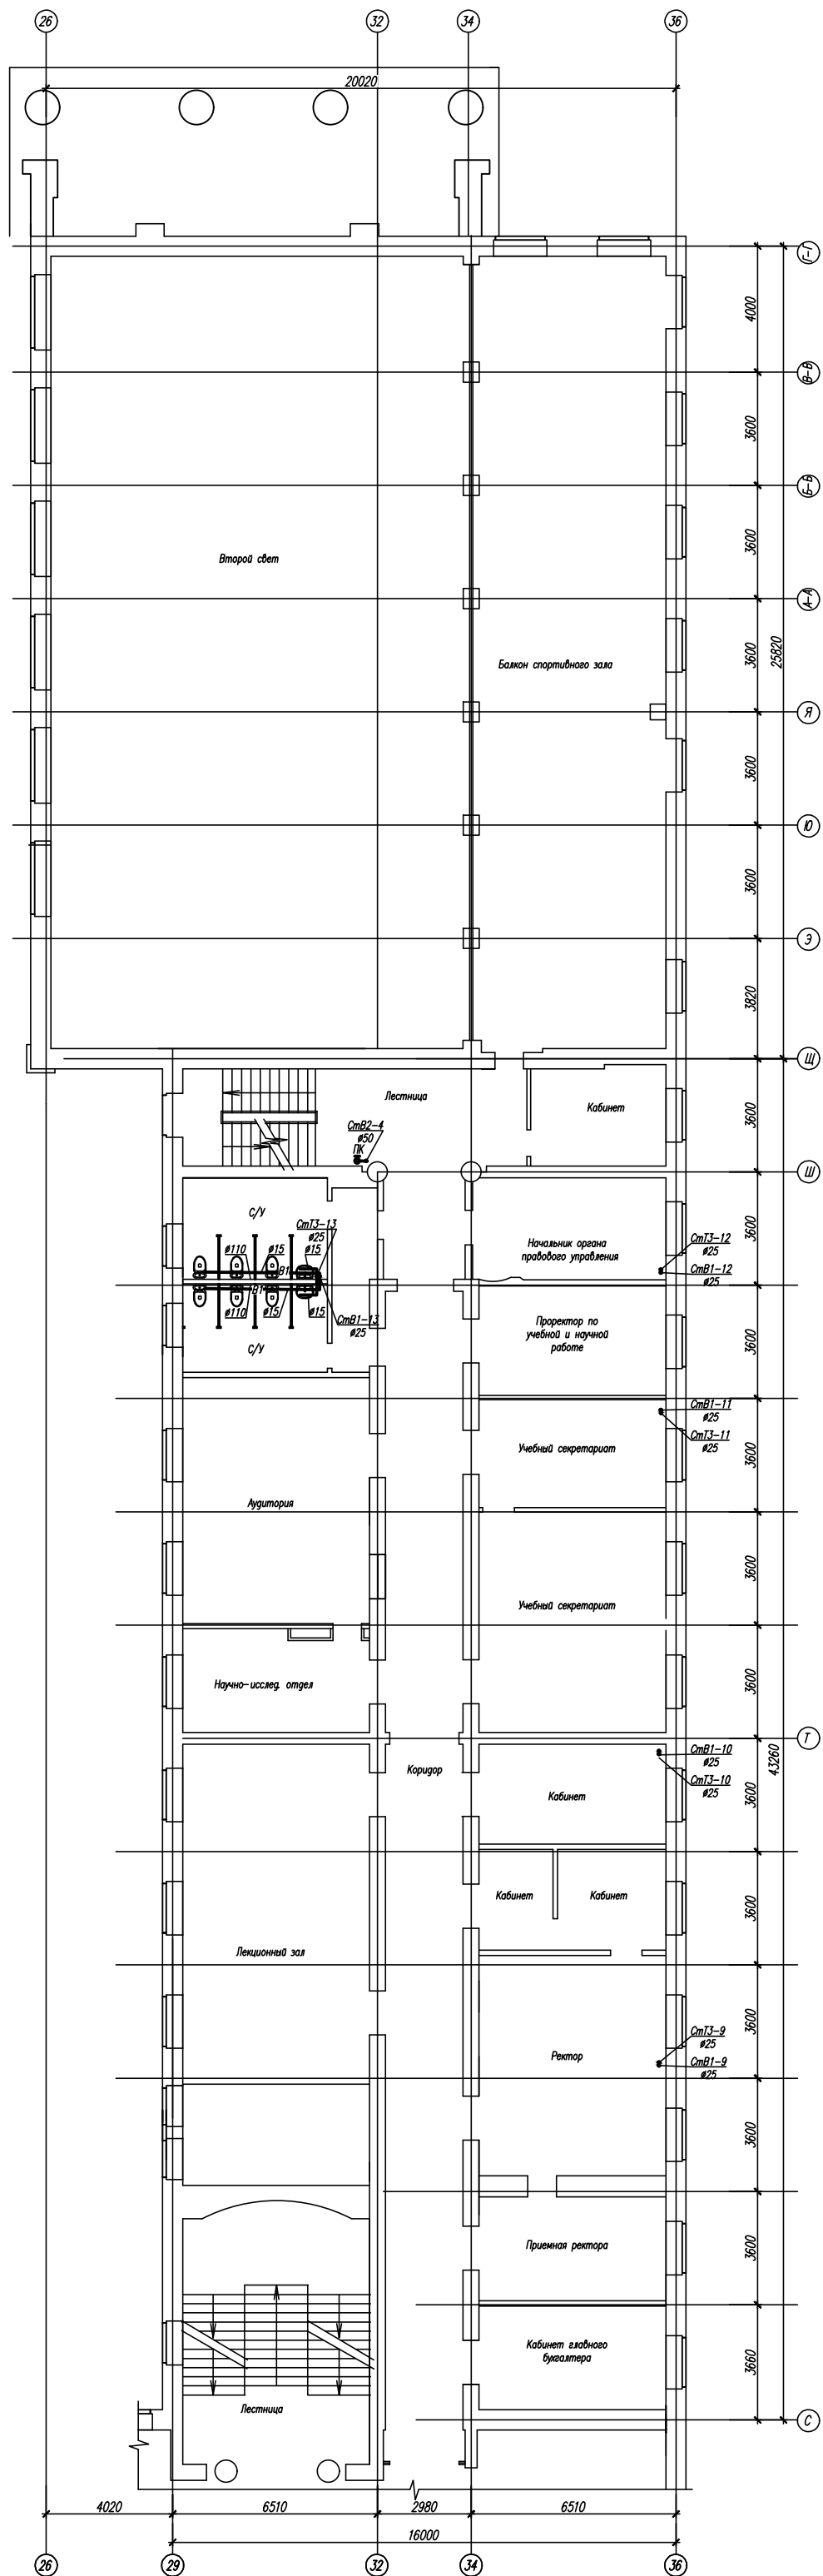 26
32
34
36
20020
Г-Г
4000
В-В
3600
Б-Б
3600
Второй свет
А-А
3600
25820
Балкон спортивного зала
Я
3600
Ю
3600
Э
3820
Щ
Лестница
Кабинет
3600
СтВ2-4
ø50
ПК
Ш
С/У
СтТ3-13
ø25
Начальник органа
правового управления
3600
СтТ3-12
ø25
ø110
ø15
ø15
В1
СтВ1-12
ø25
В1
ø110
ø15
ø15
СтВ1-13
ø25
Проректор по
учебной и научной
работе
3600
С/У
СтВ1-11
ø25
СтТ3-11
ø25
Учебный секретариат
3600
Аудитория
3600
Учебный секретариат
3600
Научно-исслед. отдел
Т
СтВ1-10
ø25
43260
Коридор
СтТ3-10
ø25
Кабинет
3600
Кабинет
Кабинет
3600
Лекционный зал
3600
СтТ3-9
ø25
Ректор
СтВ1-9
ø25
3600
Приемная ректора
3600
Кабинет главного
бухгалтера
3660
Лестница
С
4020
6510
2980
6510
16000
26
29
32
34
36